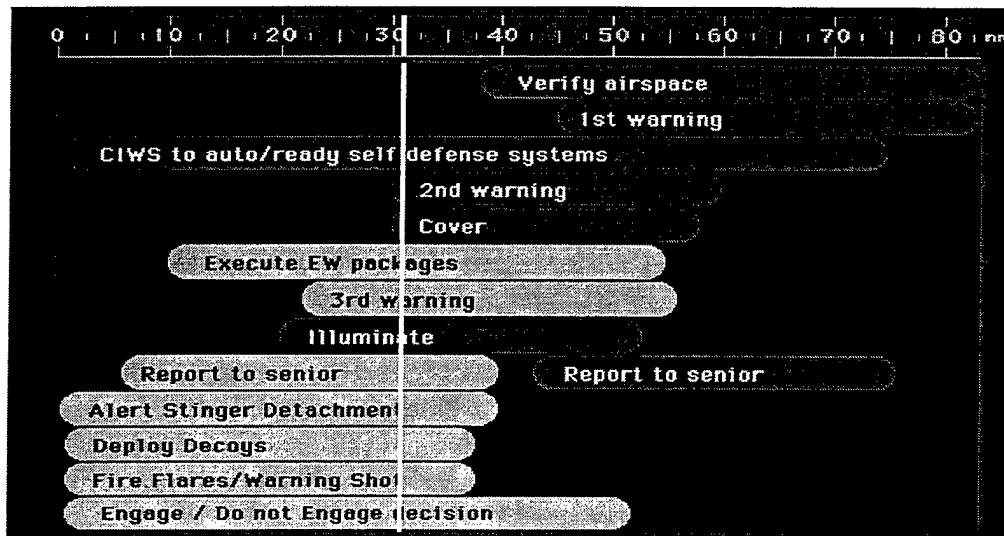 0 10 20 30 40 50 60 70 80 nm
Verify airspace
1st warning
CIWS to auto/ready self defense systems
2nd warning
Cover
Execute EW packages
3rd warning
Illuminate
Report to senior Report to senior
Alert Stinger Detachment
Deploy Decoys
Fire Flares/Warning Shot
Engage / Do not Engage decision